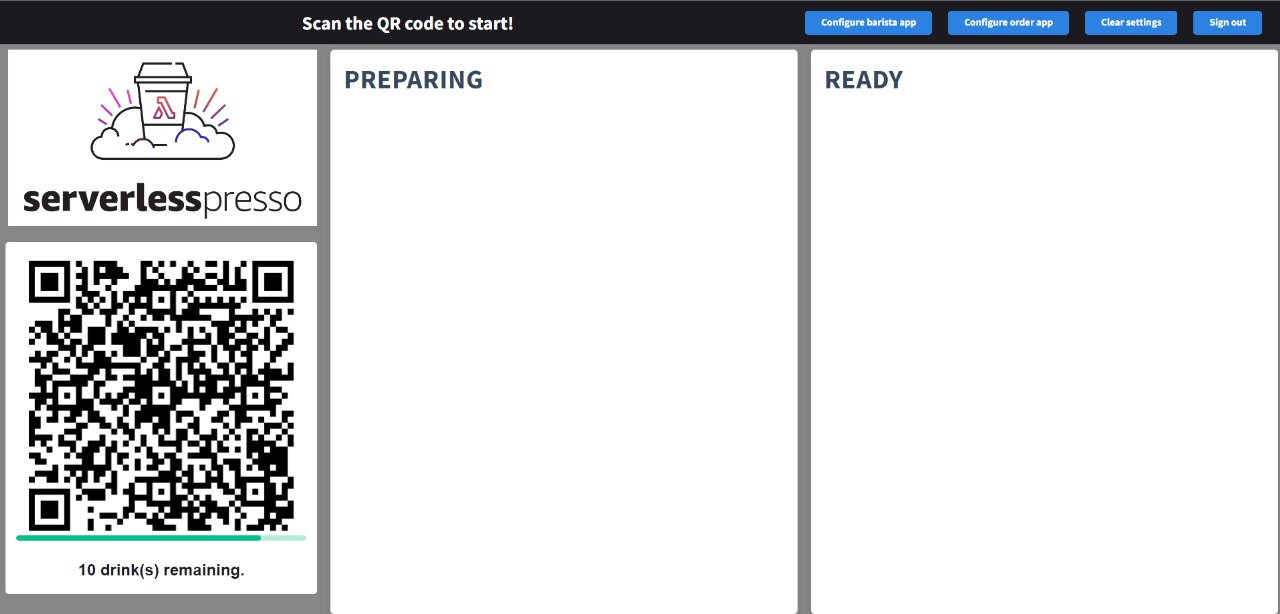 Scan the QR code to start!
Configure barista app
Configure order app
Clear settings
Sign out
serverlesspresso
10 drink(s) remaining.
PREPARING
READY